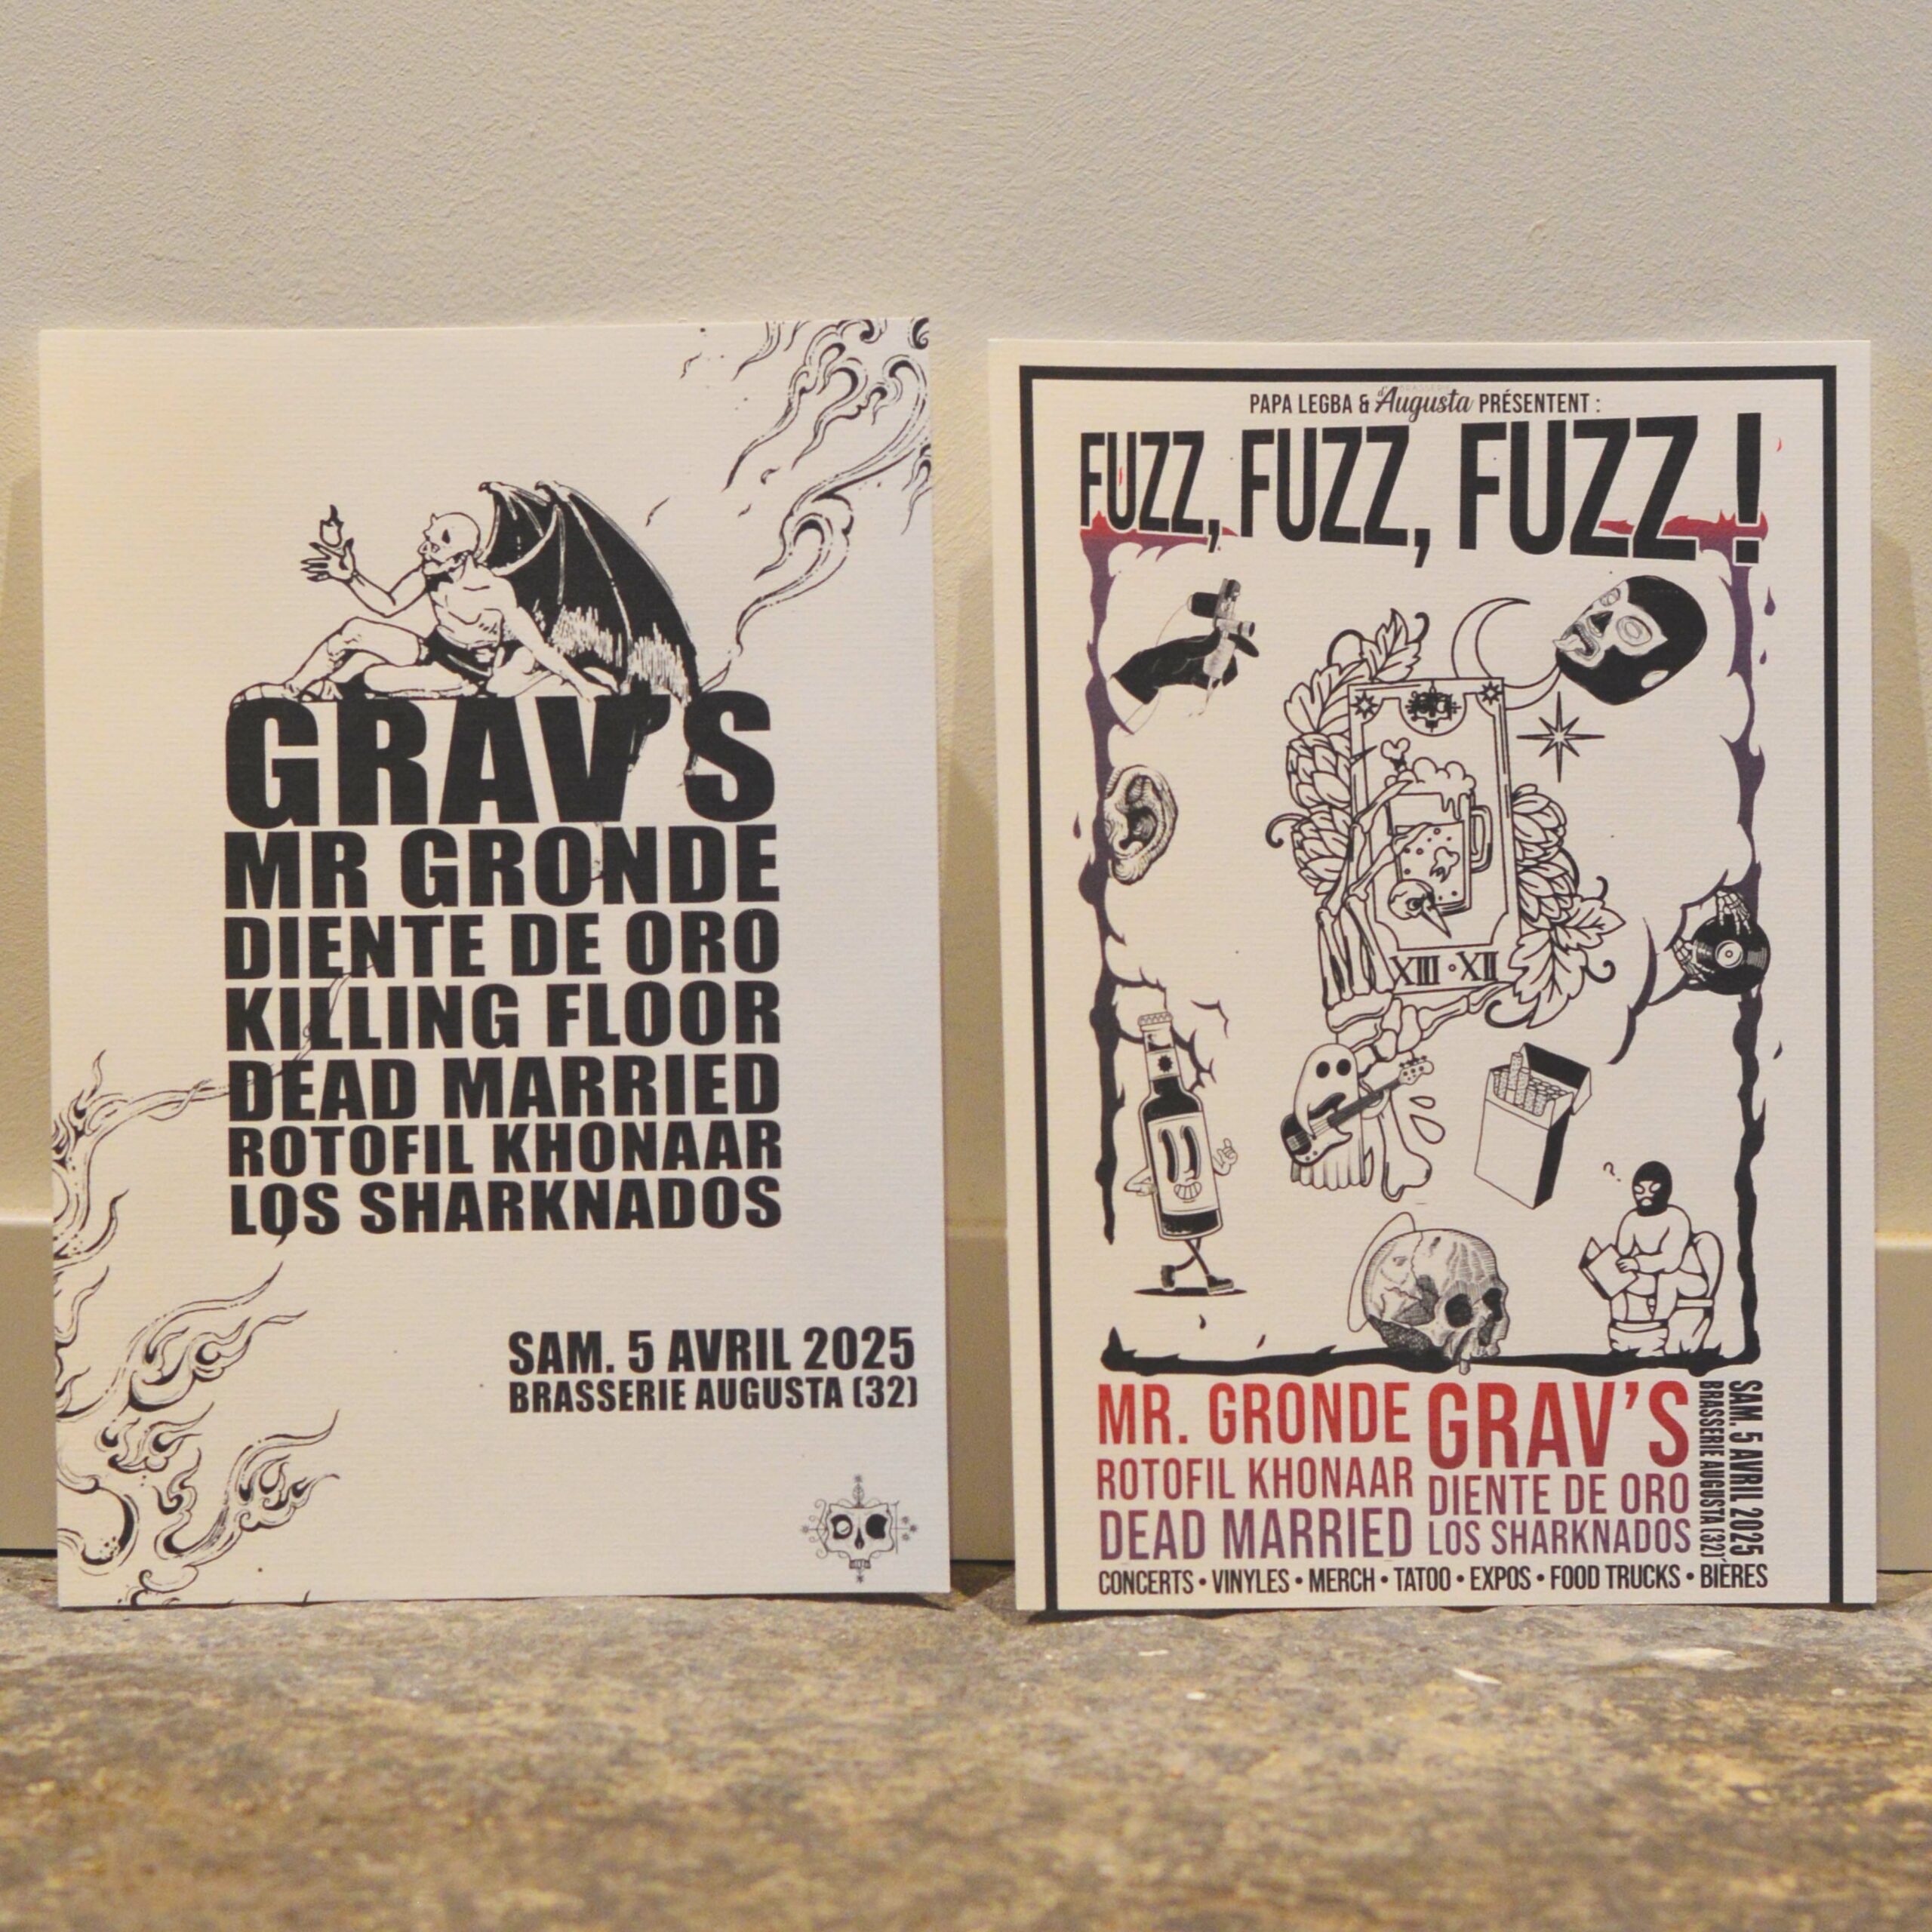 GRAV'S
MR GRONDE
DIENTE DE ORO
KILLING FLOOR
DEAD MARRIED
ROTOFIL KHONAAR
LOS SHARKNADOS
SAM. 5 AVRIL 2025
BRASSERIE AUGUSTA (32)
PAPA LEGBA & BRASSERIE d'Augusta PRÉSENTENT :
FUZZ, FUZZ, FUZZ !
XIII • XII
?
MR. GRONDE
ROTOFIL KHONAAR
DEAD MARRIED
GRAV'S
DIENTE DE ORO
LOS SHARKNADOS
SAM. 5 AVRIL 2025
BRASSERIE AUGUSTA (32)
CONCERTS • VINYLES • MERCH • TATOO • EXPOS • FOOD TRUCKS • BIÈRES